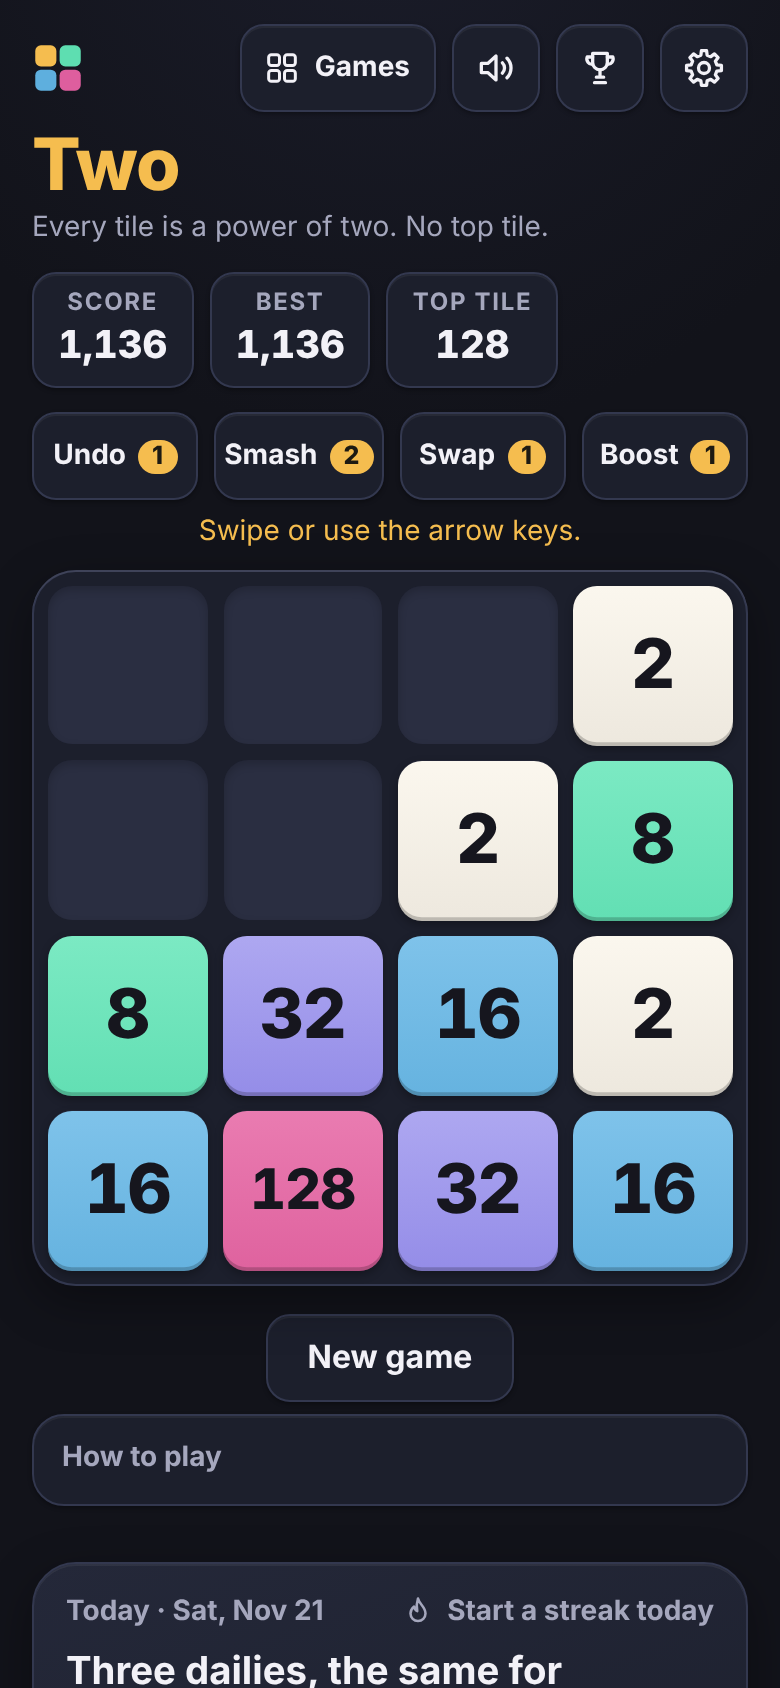 Games
Two
Every tile is a power of two. No top tile.
SCORE BEST TOP TILE
1,136 1,136 128
Undo 1 Smash 2 Swap 1 Boost 1
Swipe or use the arrow keys.
2
2 8
8 32 16 2
16 128 32 16
New game
How to play
Today · Sat, Nov 21 Start a streak today
Three dailies, the same for